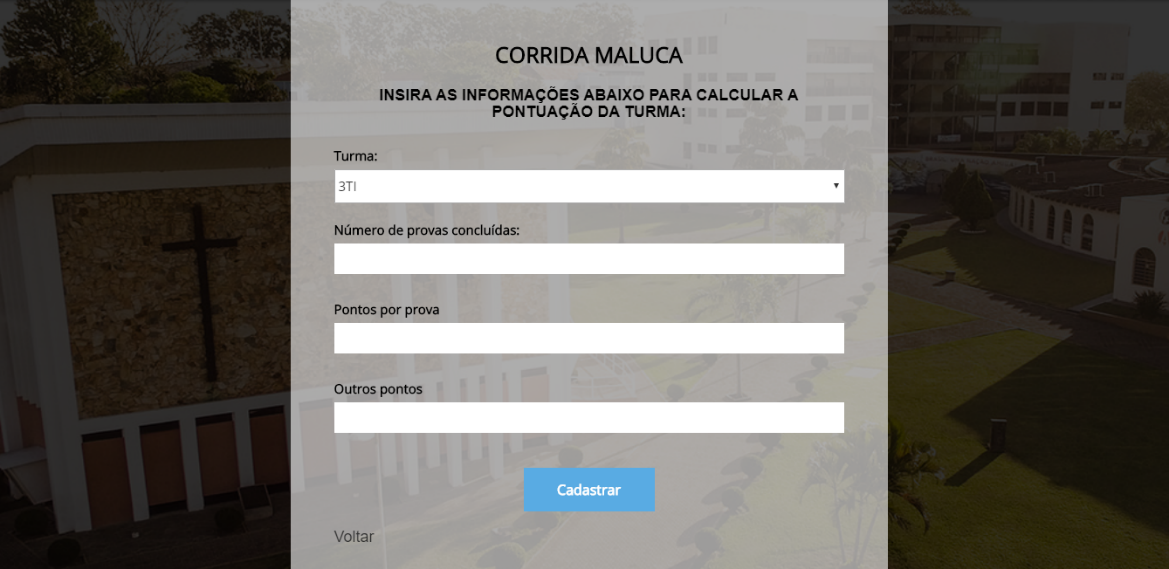 CORRIDA MALUCA
INSIRA AS INFORMAÇÕES ABAIXO PARA CALCULAR A
PONTUAÇÃO DA TURMA:
Turma:
3TI
Número de provas concluídas:
Pontos por prova
Outros pontos
Cadastrar
Voltar